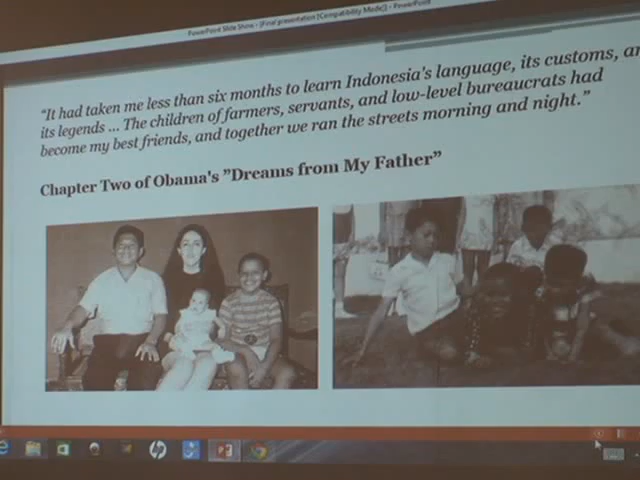 PowerPoint Slide Show - [Final presentation [Compatibility Mode]] - PowerPoint
“It had taken me less than six months to learn Indonesia's language, its customs, an
its legends ... The children of farmers, servants, and low-level bureaucrats had
become my best friends, and together we ran the streets morning and night.”
Chapter Two of Obama's ”Dreams from My Father”
hp